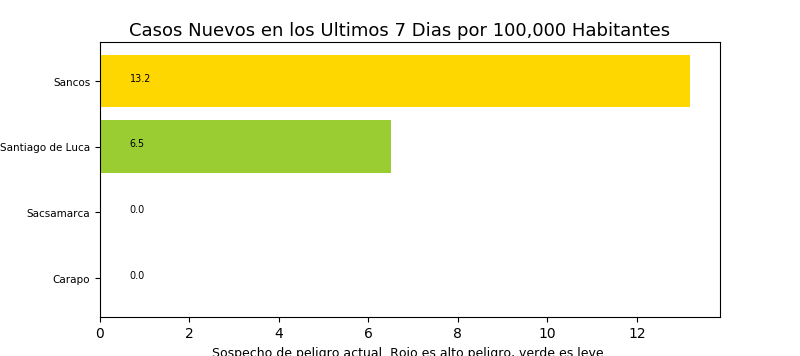 Casos Nuevos en los Ultimos 7 Dias por 100,000 Habitantes
Sancos
13.2
Santiago de Luca
6.5
Sacsamarca
0.0
Carapo
0.0
0 2 4 6 8 10 12
Sospecho de peligro actual. Rojo es alto peligro, verde es leve